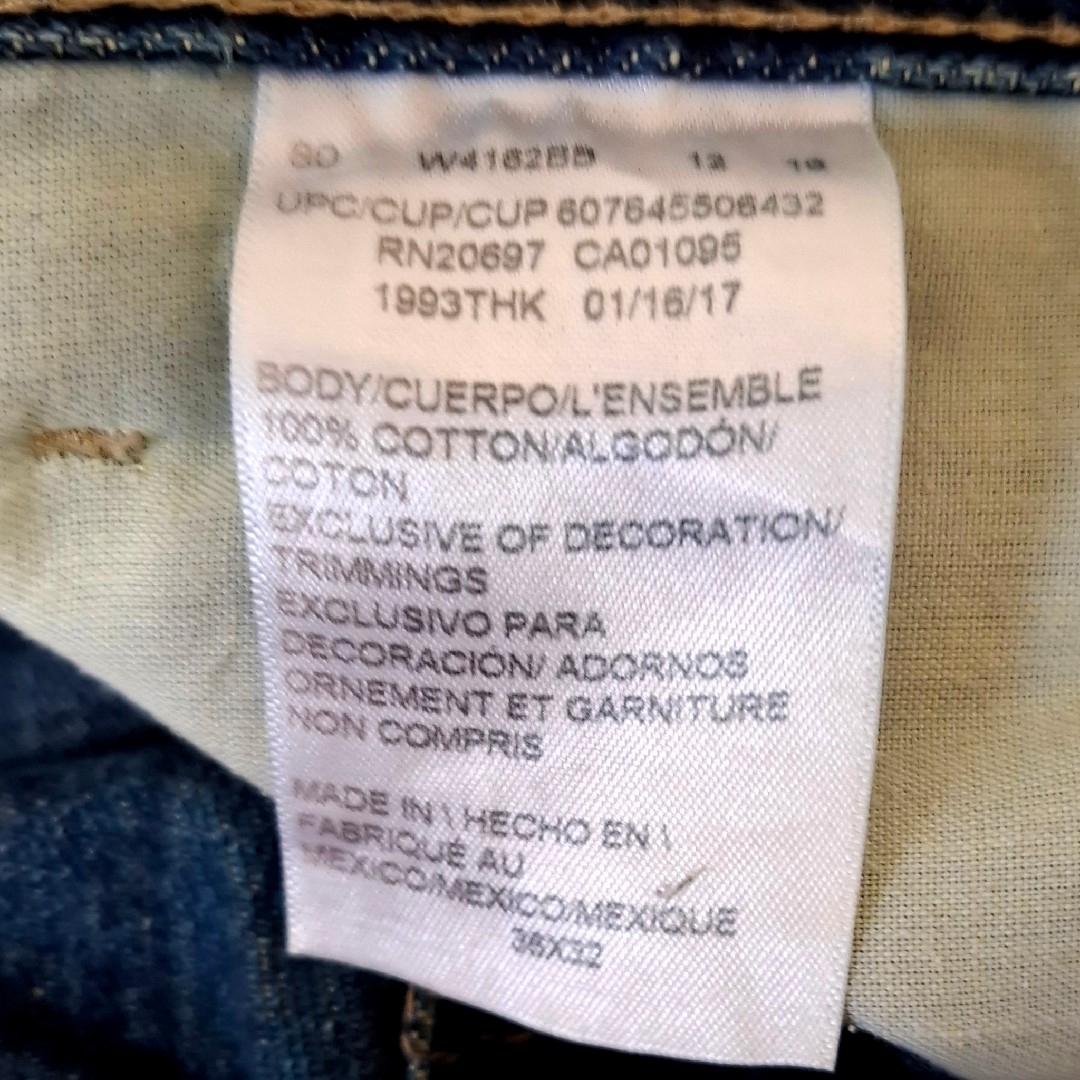 UPC/CUP/CUP 607645506432
RN20697 CA01095
1993THK 01/16/17
BODY/CUERPO/L'ENSEMBLE
100% COTTON/ALGODÓN/
COTON
EXCLUSIVE OF DECORATION/
TRIMMINGS
EXCLUSIVO PARA
DECORACIÓN/ ADORNOS
ORNEMENT ET GARNITURE
NON COMPRIS
MADE IN \ HECHO EN \
FABRIQUÉ AU
MEXICO/MEXICO/MEXIQUE